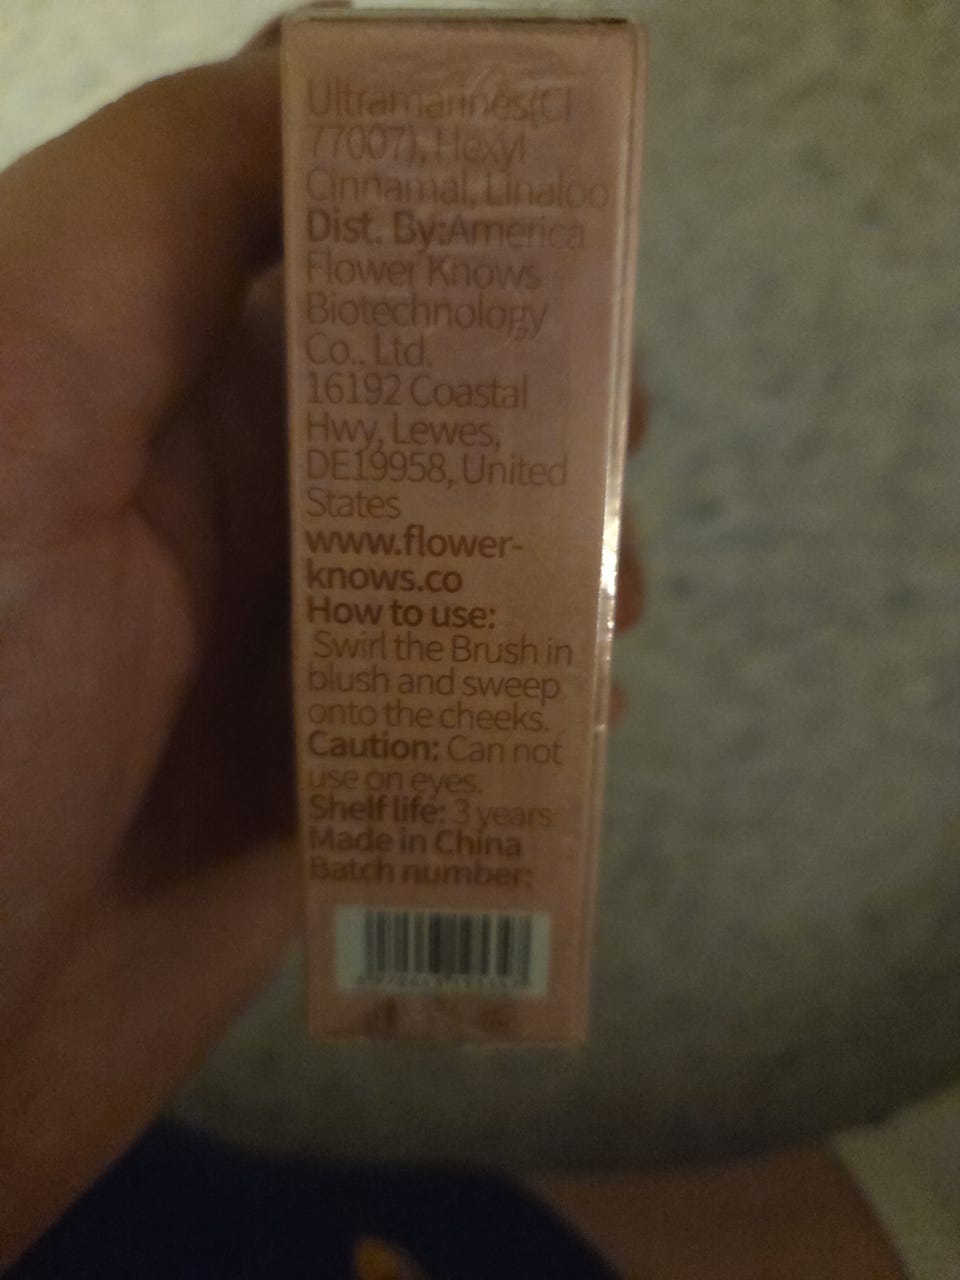 Ultramarines(CI
77007), Hexyl
Cinnamal, Linaloo
Dist. By:America
Flower Knows
Biotechnology
Co., Ltd.
16192 Coastal
Hwy, Lewes,
DE19958, United
States
www.flower-
knows.co
How to use:
Swirl the Brush in
blush and sweep
onto the cheeks.
Caution: Can not
use on eyes.
Shelf life: 3 years
Made in China
Batch number: